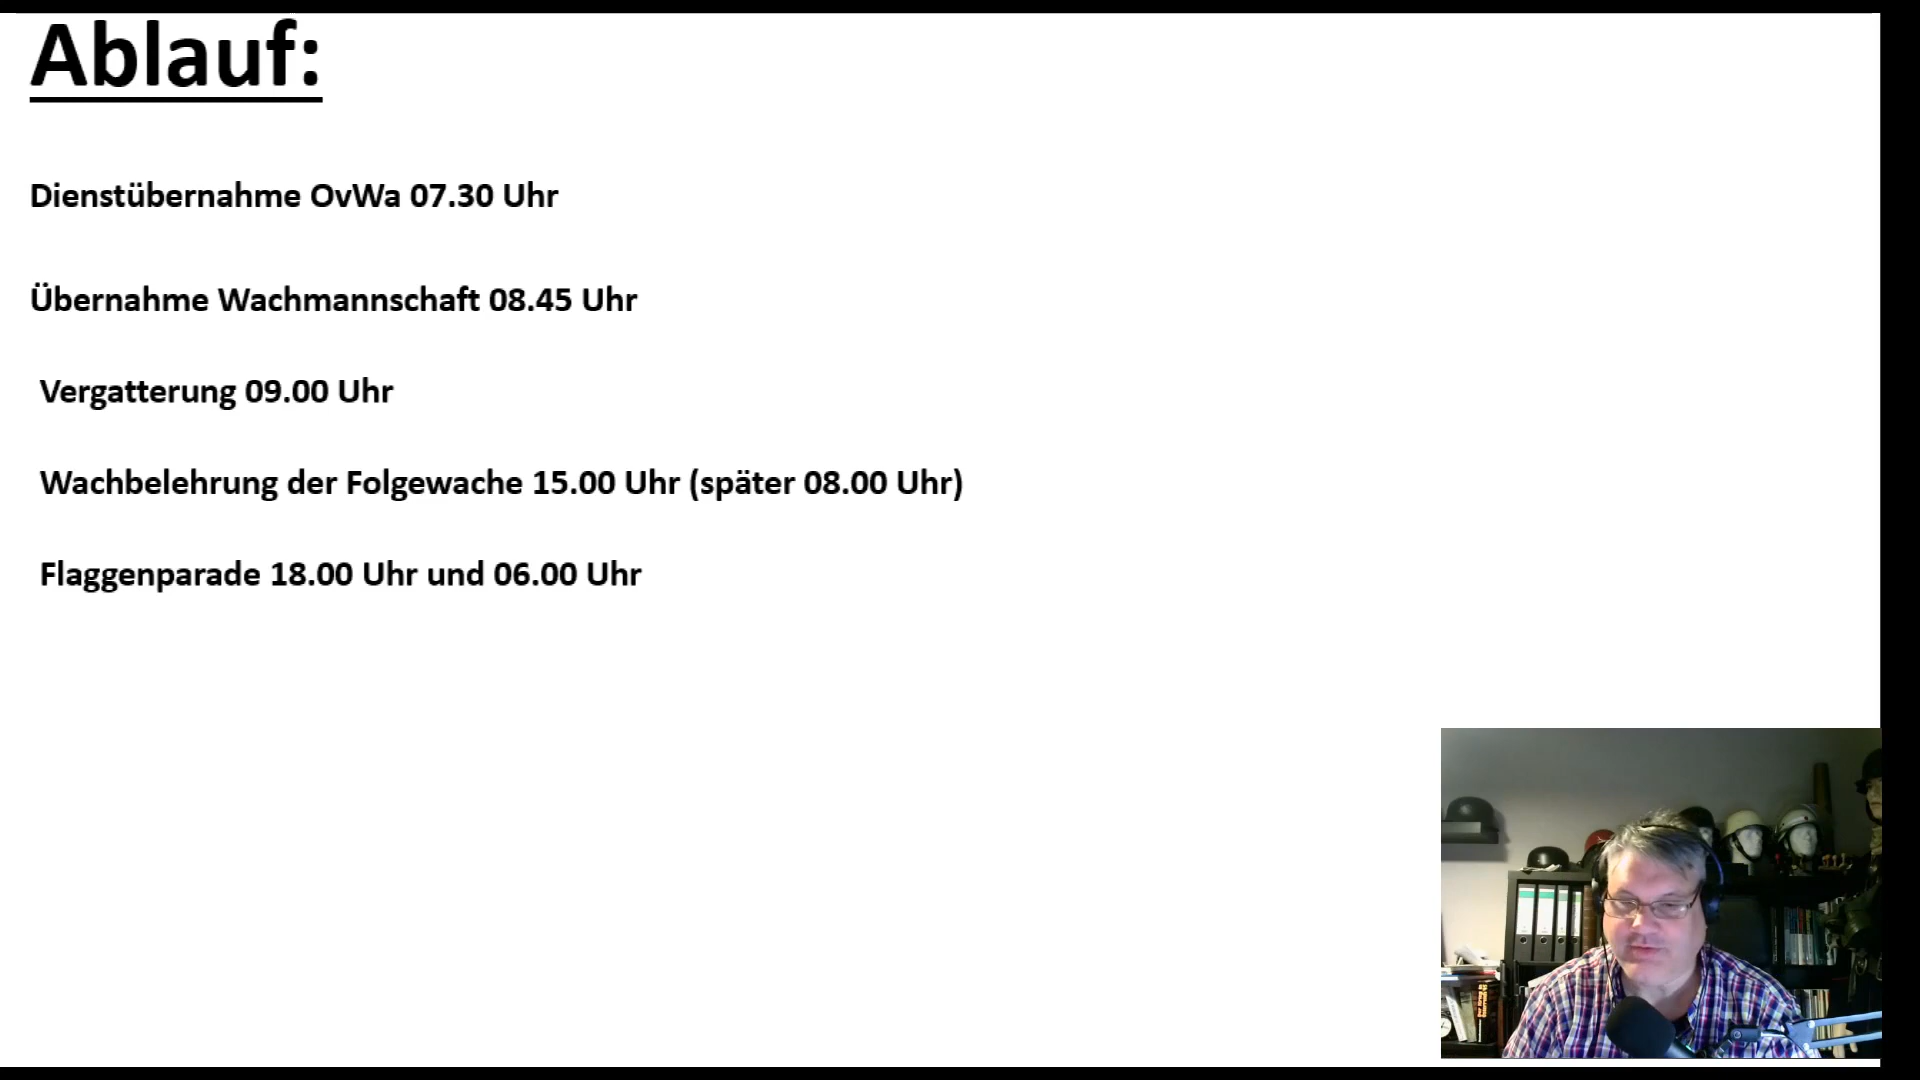 Ablauf:
Dienstübernahme OvWa 07.30 Uhr
Übernahme Wachmannschaft 08.45 Uhr
Vergatterung 09.00 Uhr
Wachbelehrung der Folgewache 15.00 Uhr (später 08.00 Uhr)
Flaggenparade 18.00 Uhr und 06.00 Uhr